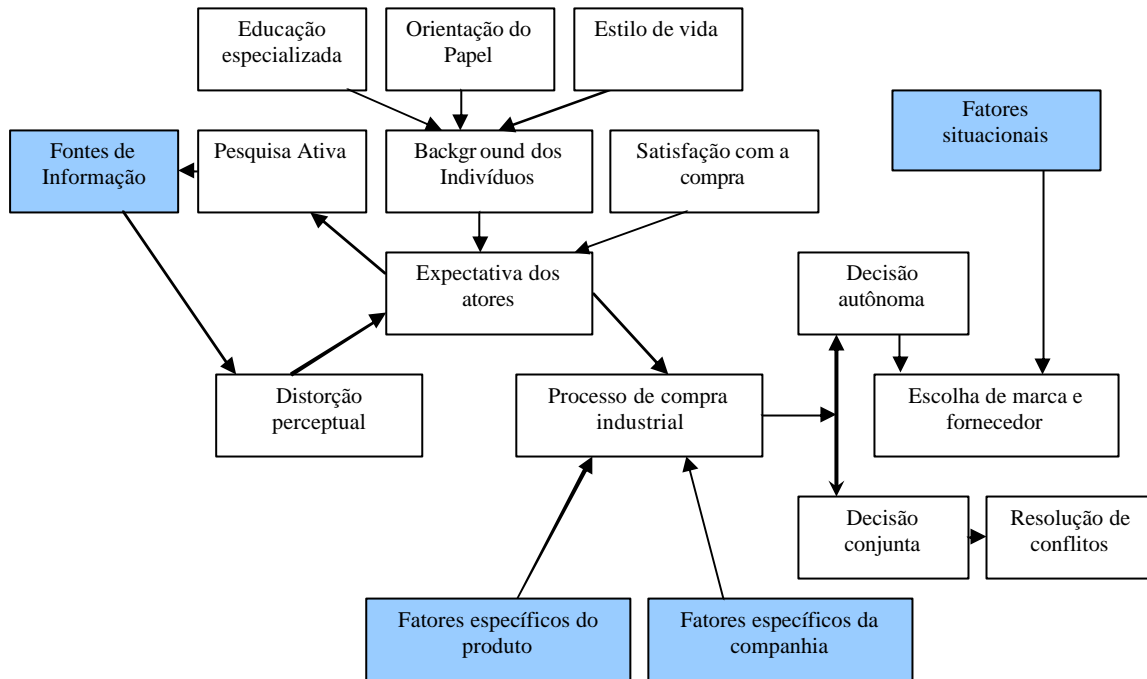 Educação
especializada
Orientação do
Papel
Estilo de vida
Fatores
situacionais
Fontes de
Informação
Pesquisa Ativa
Backgr ound dos
Indivíduos
Satisfação com a
compra
Expectativa dos
atores
Decisão
autônoma
Distorção
perceptual
Processo de compra
industrial
Escolha de marca e
fornecedor
Decisão
conjunta
Resolução de
conflitos
Fatores específicos do
produto
Fatores específicos da
companhia